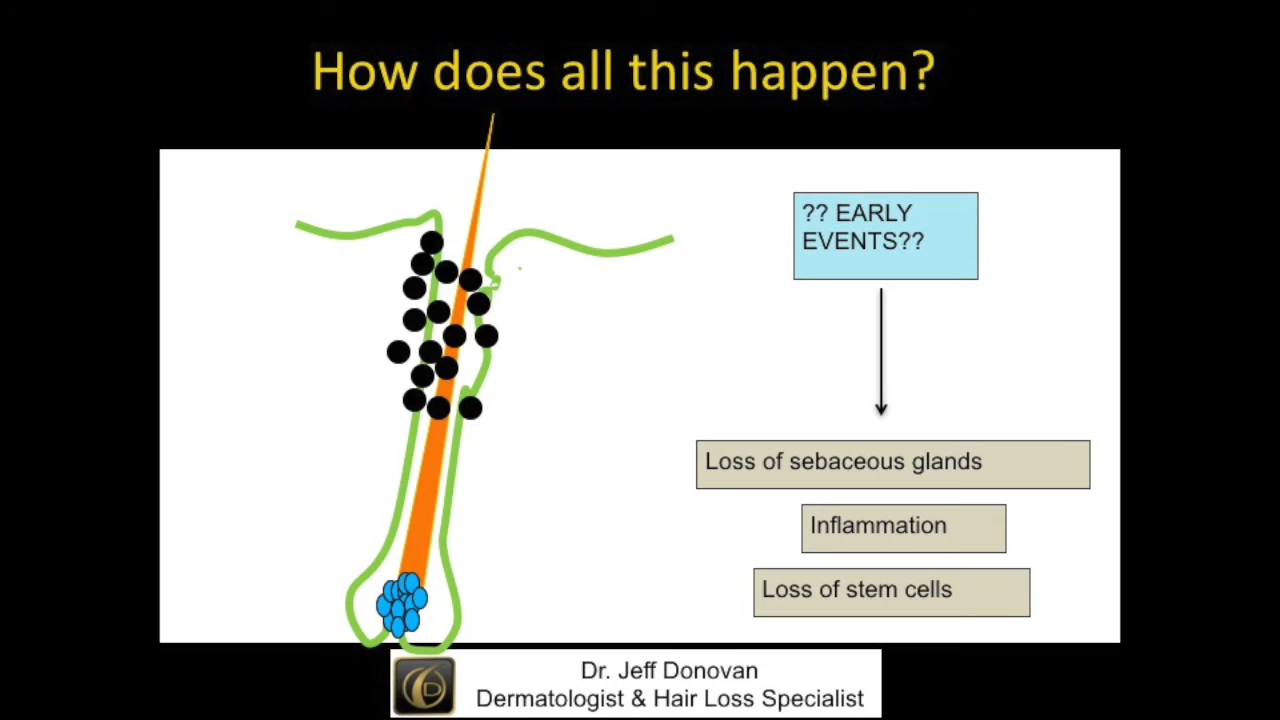 How does all this happen?
?? EARLY
EVENTS??
Loss of sebaceous glands
Inflammation
Loss of stem cells
D
Dr. Jeff Donovan
Dermatologist & Hair Loss Specialist